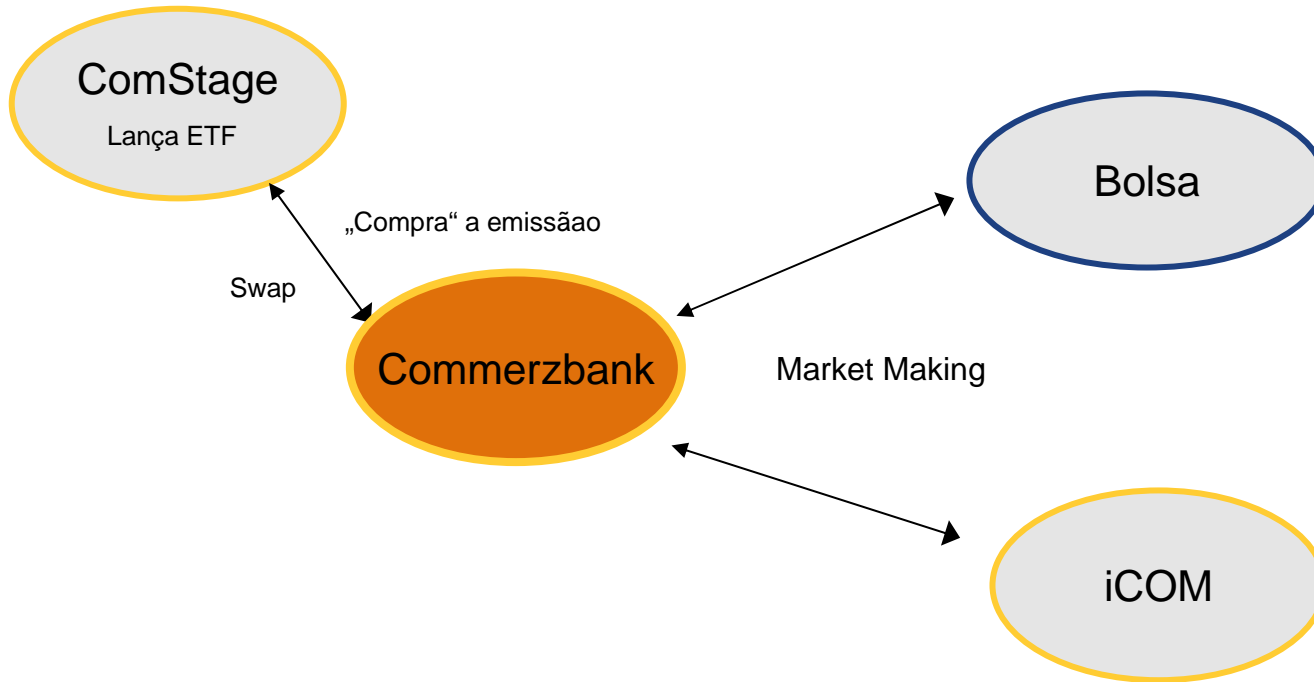 ComStage
Lança ETF
Bolsa
„Compra“ a emissãao
Swap
Commerzbank
Market Making
iCOM